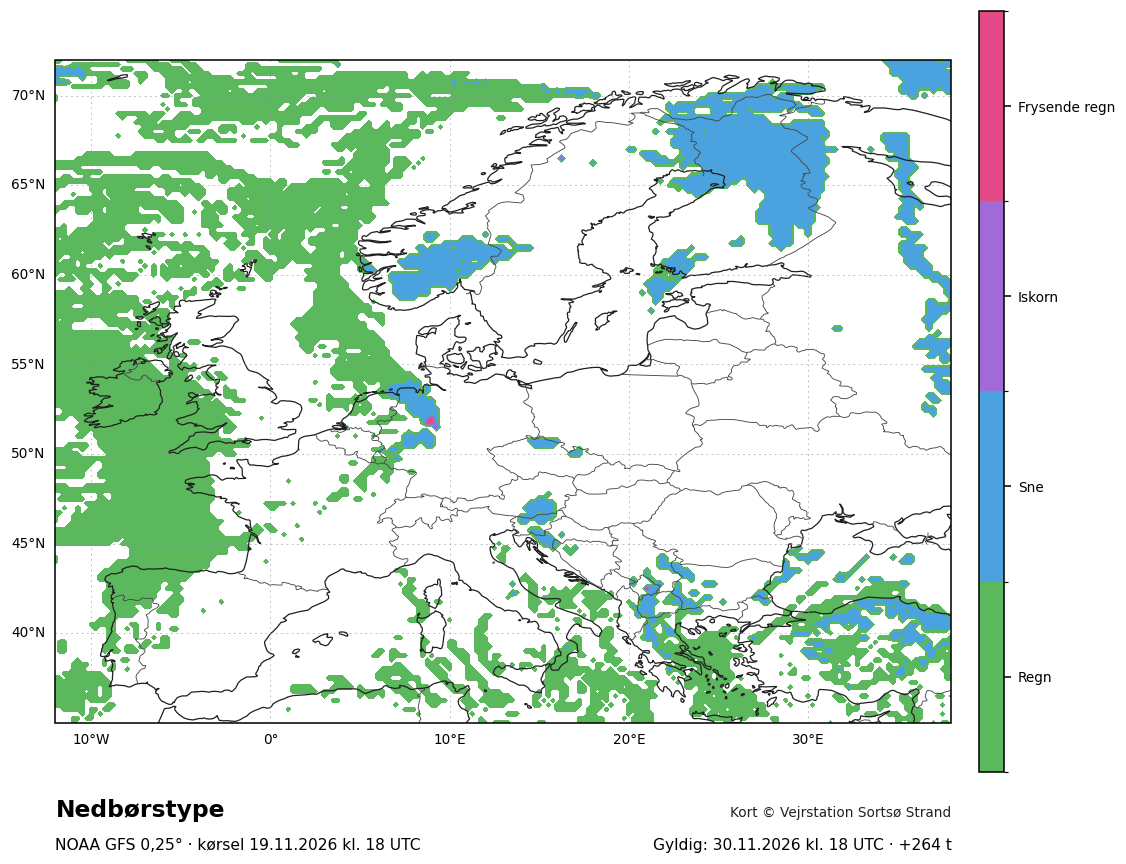 70°N
65°N
60°N
55°N
50°N
45°N
40°N
10°W
0°
10°E
20°E
30°E
Frysende regn
Iskorn
Sne
Regn
Nedbørstype
Kort © Vejrstation Sortsø Strand
NOAA GFS 0,25° · kørsel 19.11.2026 kl. 18 UTC
Gyldig: 30.11.2026 kl. 18 UTC · +264 t